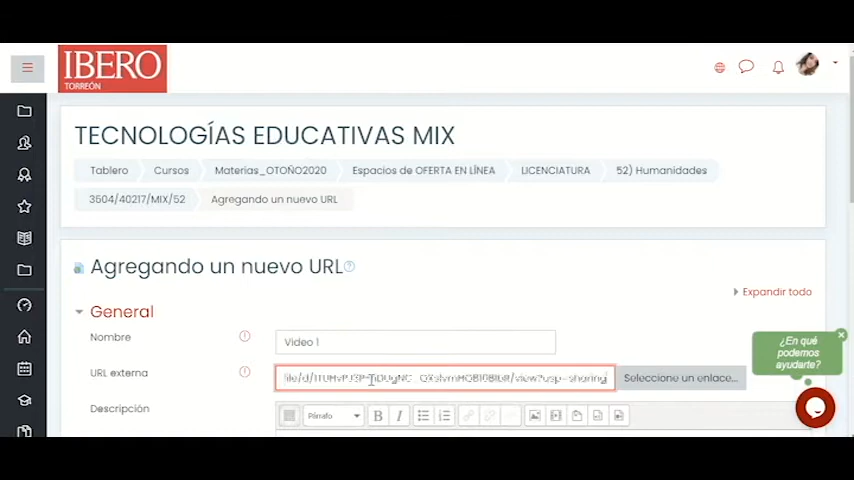 IBERO
TORREÓN
TECNOLOGÍAS EDUCATIVAS MIX
Tablero Cursos Materias_OTOÑO2020 Espacios de OFERTA EN LÍNEA LICENCIATURA 52) Humanidades
3504/40217/MIX/52 Agregando un nuevo URL
Agregando un nuevo URL
Expandir todo
General
Nombre Video 1
URL externa Seleccione un enlace...
Descripción Párrafo B I
¿En qué
podemos
ayudarte?